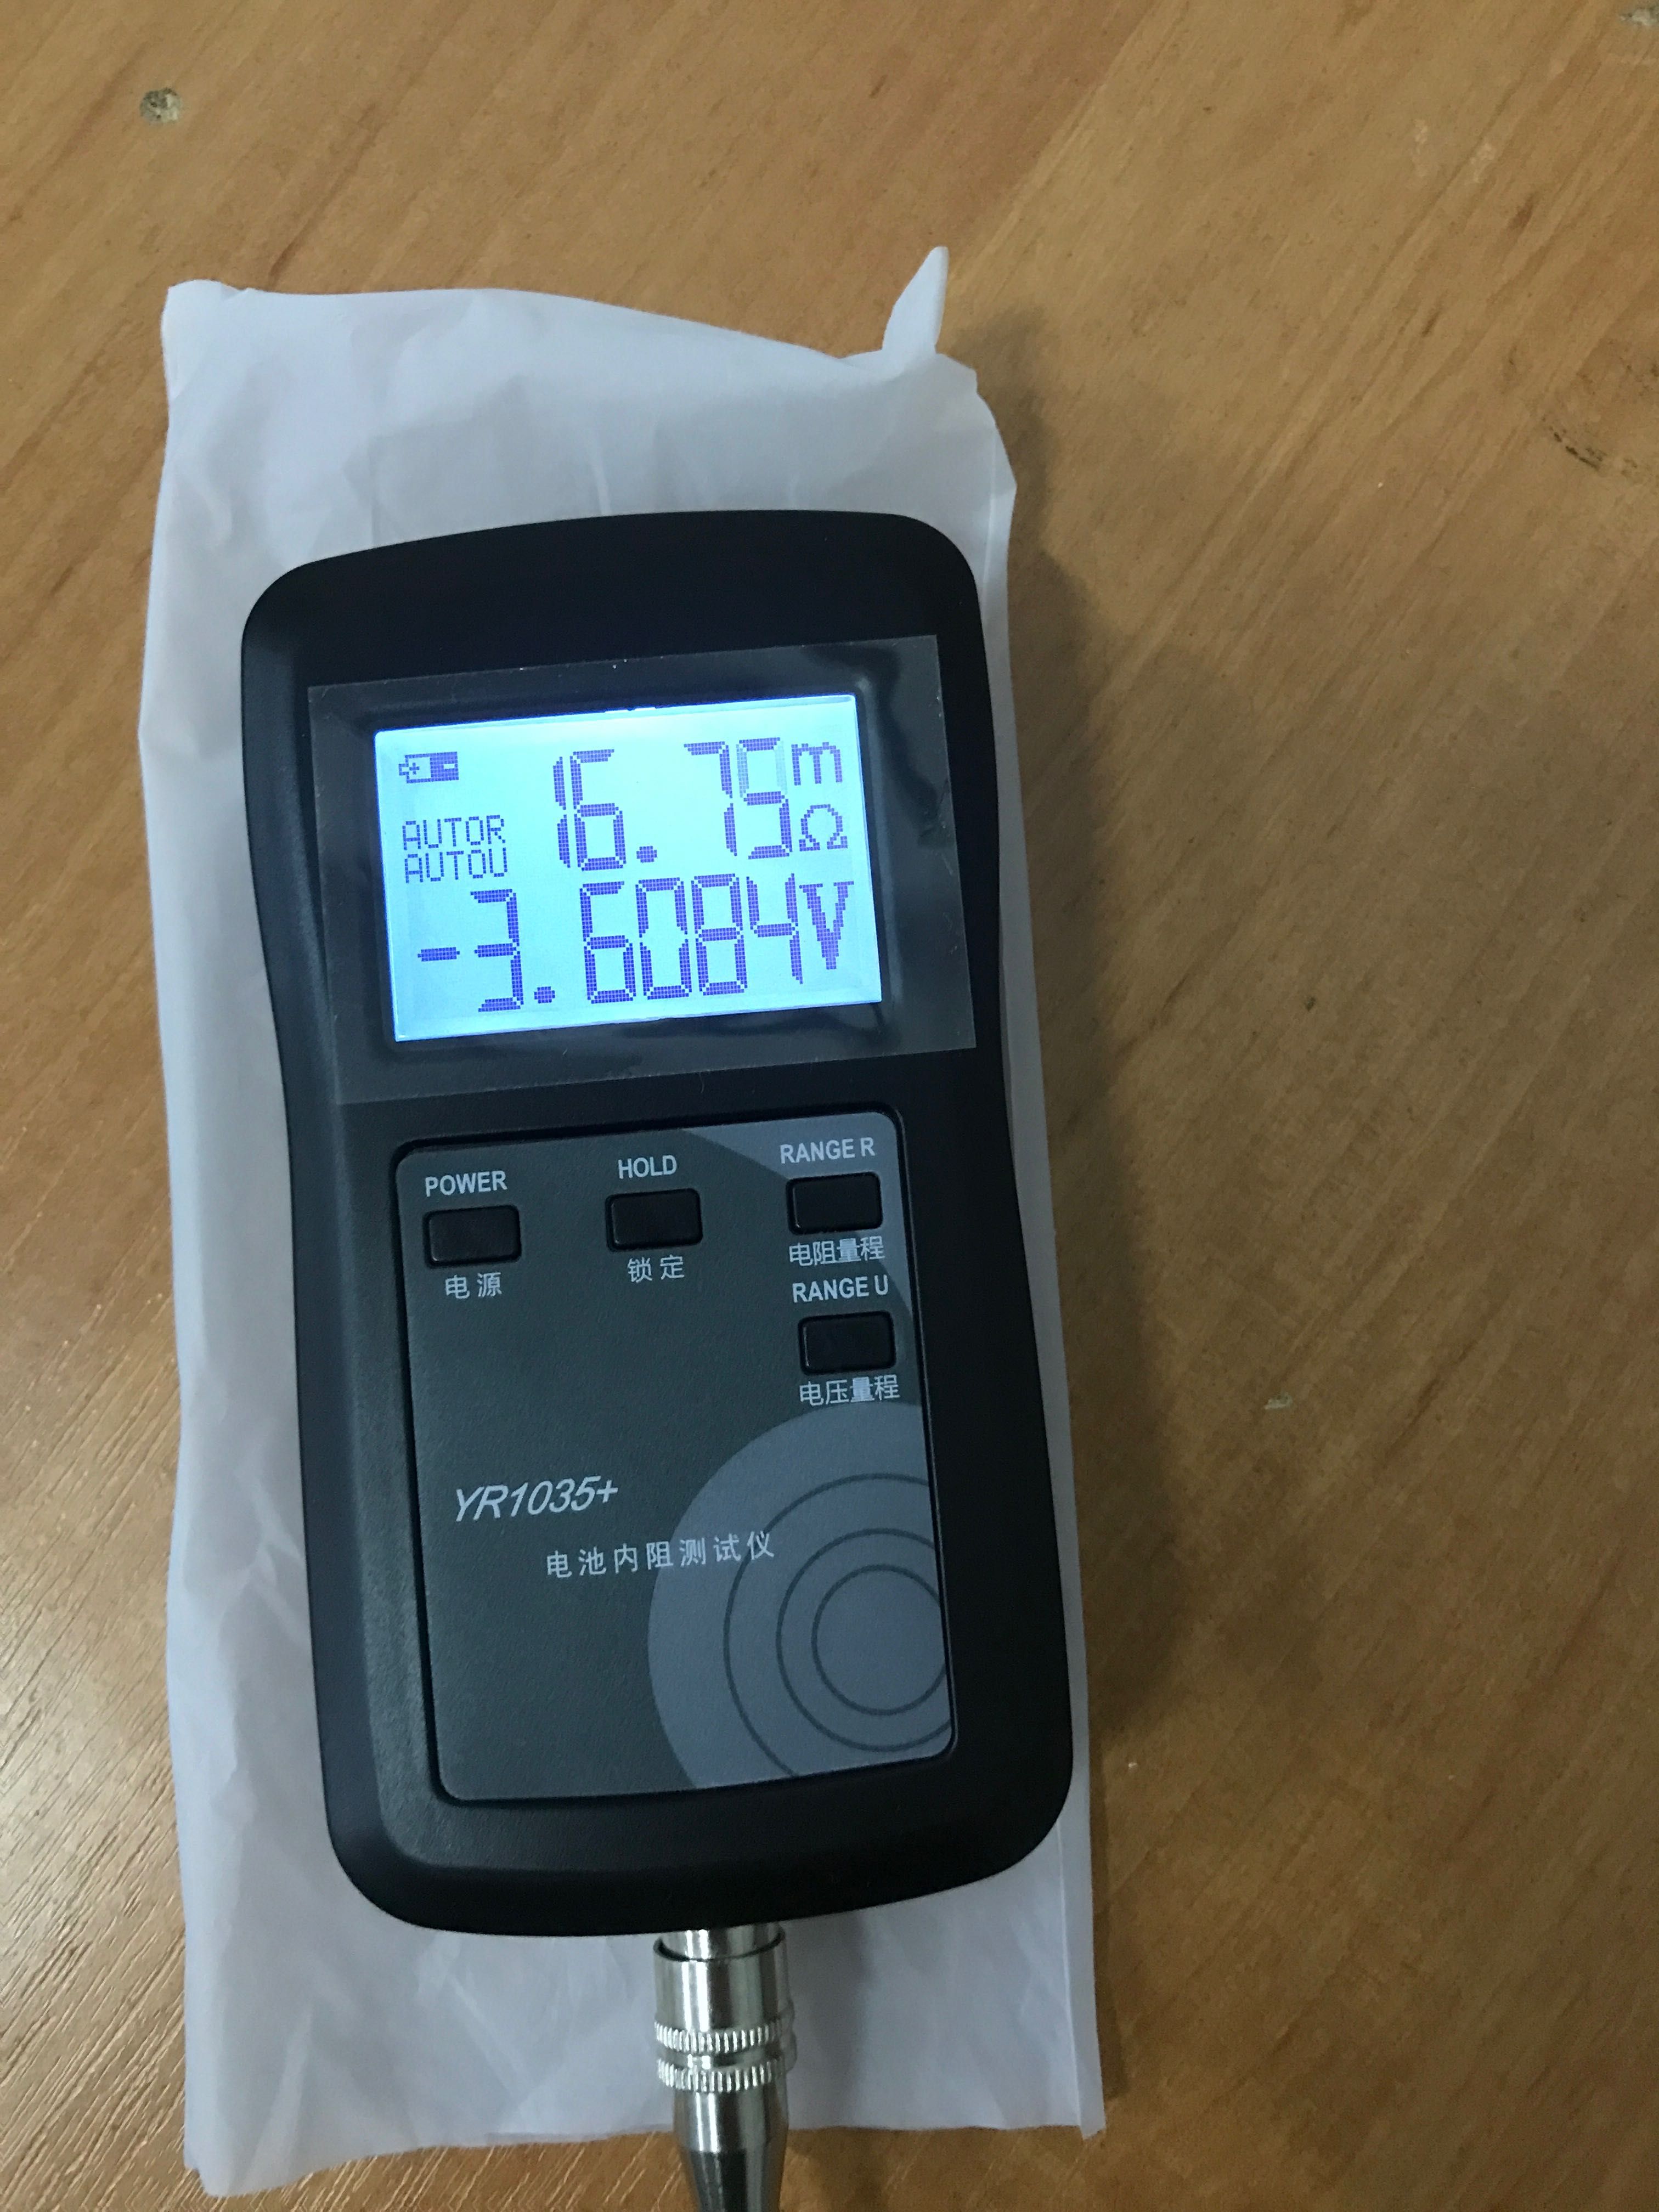 AUTOR
AUTOU
16.75mΩ
-3.6084V
POWER
HOLD
RANGE R
电源
锁定
电阻量程
RANGE U
电压量程
YR1035+
电池内阻测试仪